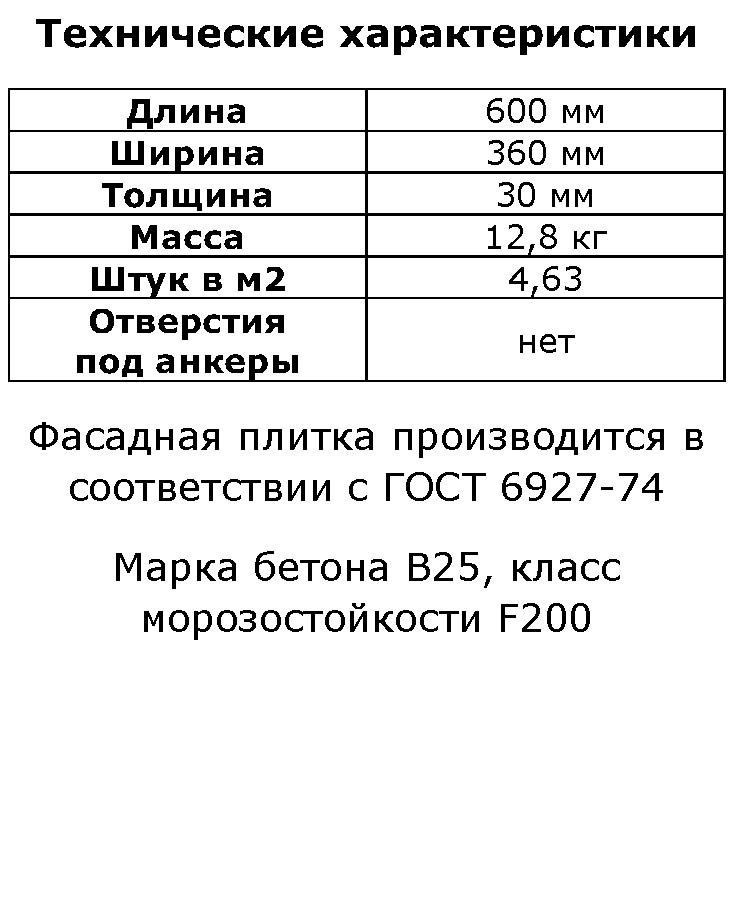 Технические характеристики
Длина 600 мм
Ширина 360 мм
Толщина 30 мм
Масса 12,8 кг
Штук в м2 4,63
Отверстия
под анкеры нет
Фасадная плитка производится в
соответствии с ГОСТ 6927-74
Марка бетона В25, класс
морозостойкости F200